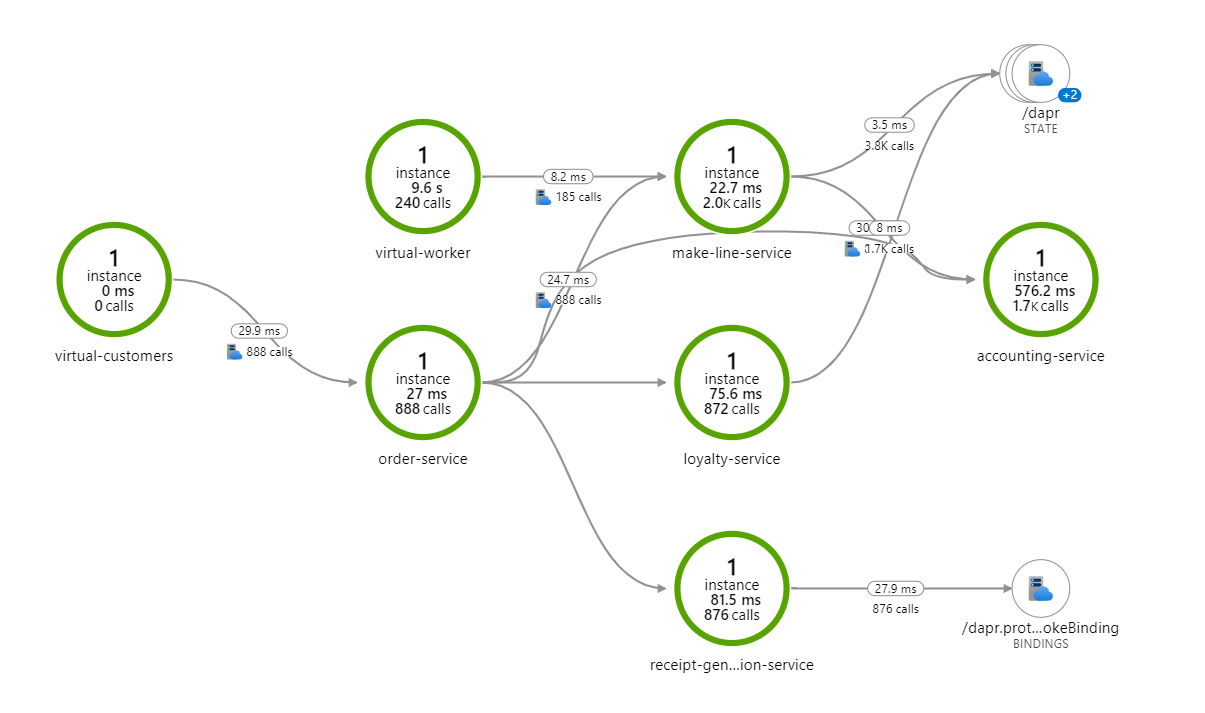 +2
/dapr
STATE
3.5 ms
3.8K calls
1
instance
9.6 s
240 calls
virtual-worker
8.2 ms
185 calls
1
instance
22.7 ms
2.0K calls
make-line-service
30
8 ms
1.7K calls
1
instance
0 ms
0 calls
virtual-customers
24.7 ms
888 calls
1
instance
576.2 ms
1.7K calls
accounting-service
29.9 ms
888 calls
1
instance
27 ms
888 calls
order-service
1
instance
75.6 ms
872 calls
loyalty-service
1
instance
81.5 ms
876 calls
receipt-gen...ion-service
27.9 ms
876 calls
/dapr.prot...okeBinding
BINDINGS